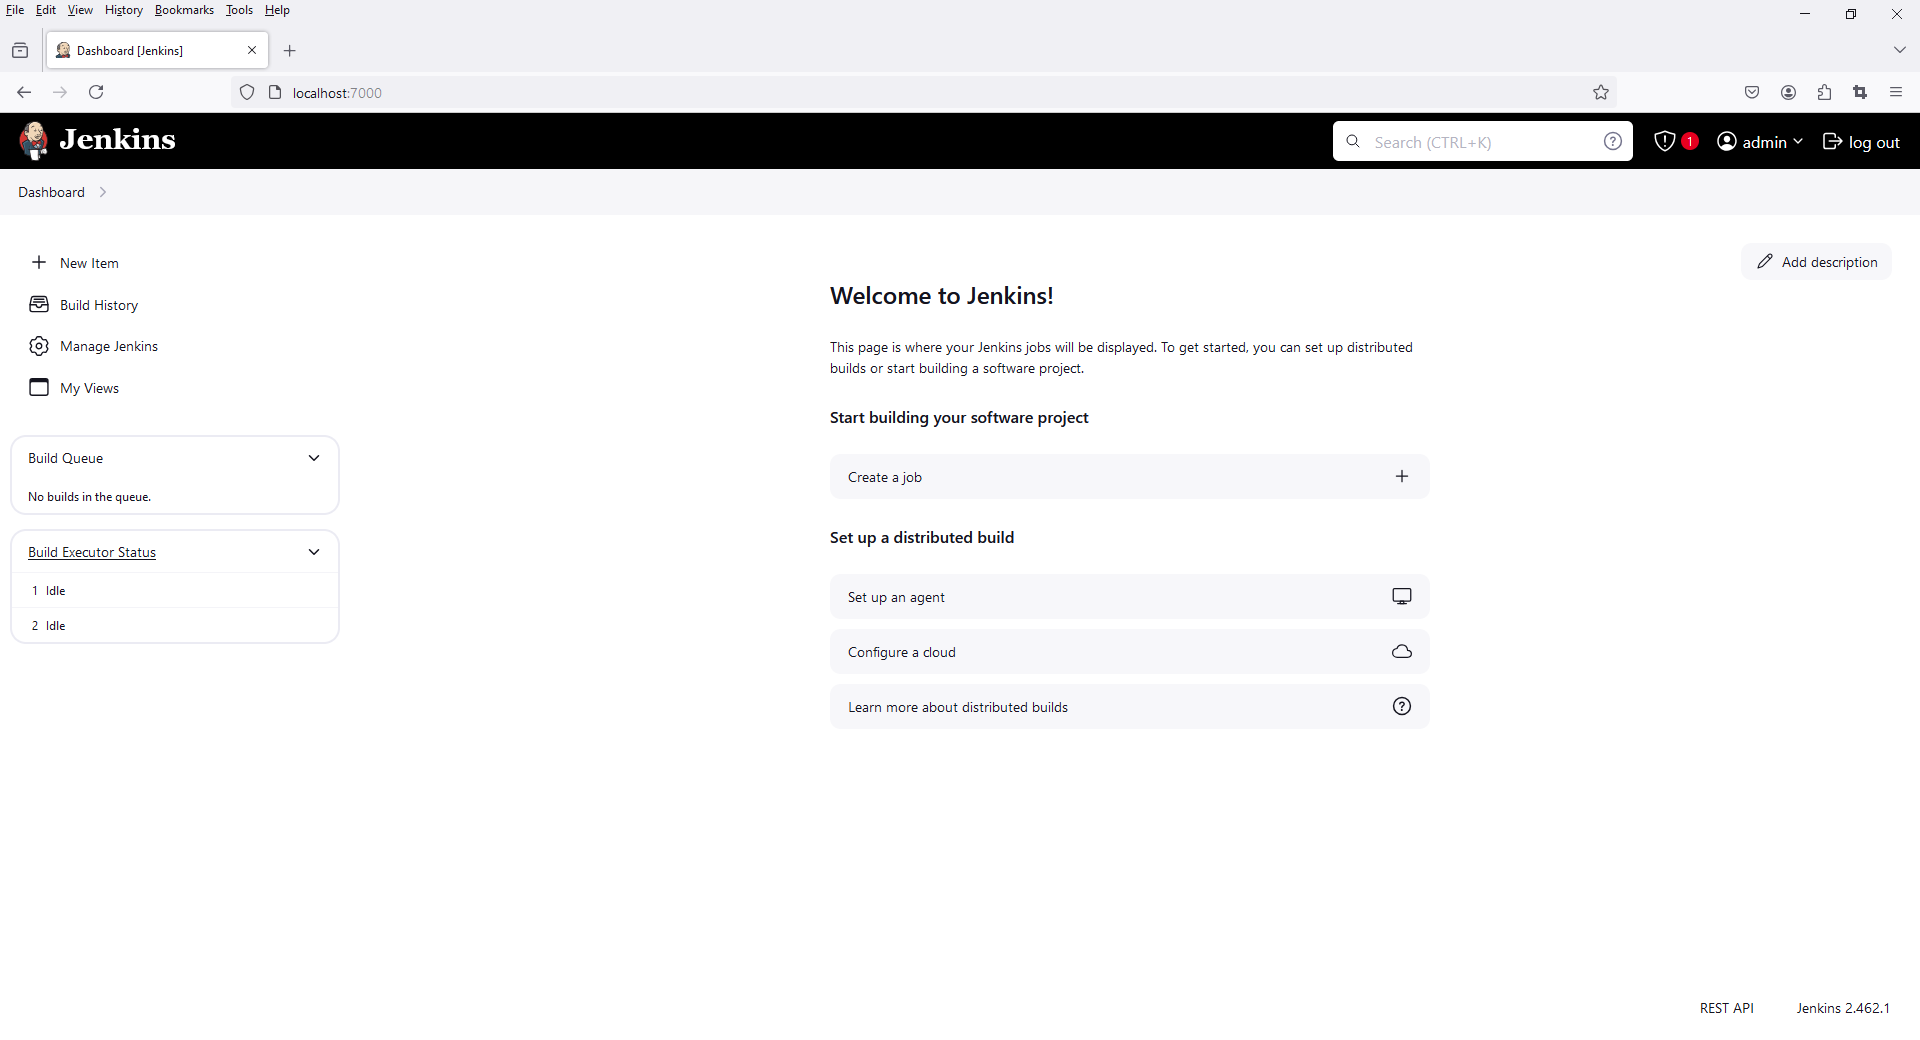 File Edit View History Bookmarks Tools Help
Dashboard [Jenkins]
localhost:7000
Jenkins
Search (CTRL+K)
1
admin
log out
Dashboard
New Item
Build History
Manage Jenkins
My Views
Build Queue
No builds in the queue.
Build Executor Status
1 Idle
2 Idle
Add description
Welcome to Jenkins!
This page is where your Jenkins jobs will be displayed. To get started, you can set up distributed
builds or start building a software project.
Start building your software project
Create a job
Set up a distributed build
Set up an agent
Configure a cloud
Learn more about distributed builds
REST API
Jenkins 2.462.1